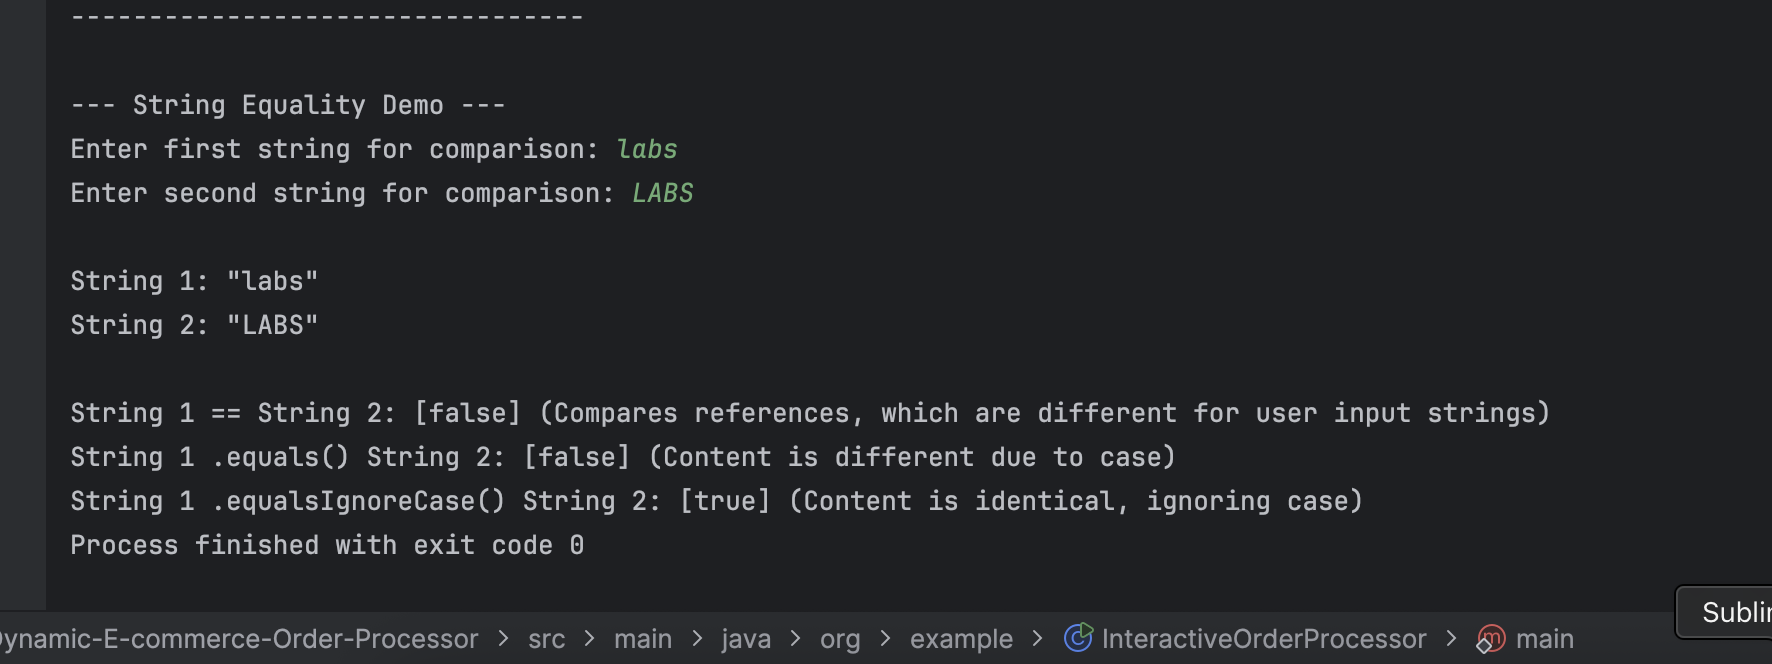 ---------------------------------
--- String Equality Demo ---
Enter first string for comparison: labs
Enter second string for comparison: LABS
String 1: "labs"
String 2: "LABS"
String 1 == String 2: [false] (Compares references, which are different for user input strings)
String 1 .equals() String 2: [false] (Content is different due to case)
String 1 .equalsIgnoreCase() String 2: [true] (Content is identical, ignoring case)
Process finished with exit code 0
ynamic-E-commerce-Order-Processor > src > main > java > org > example > InteractiveOrderProcessor > main